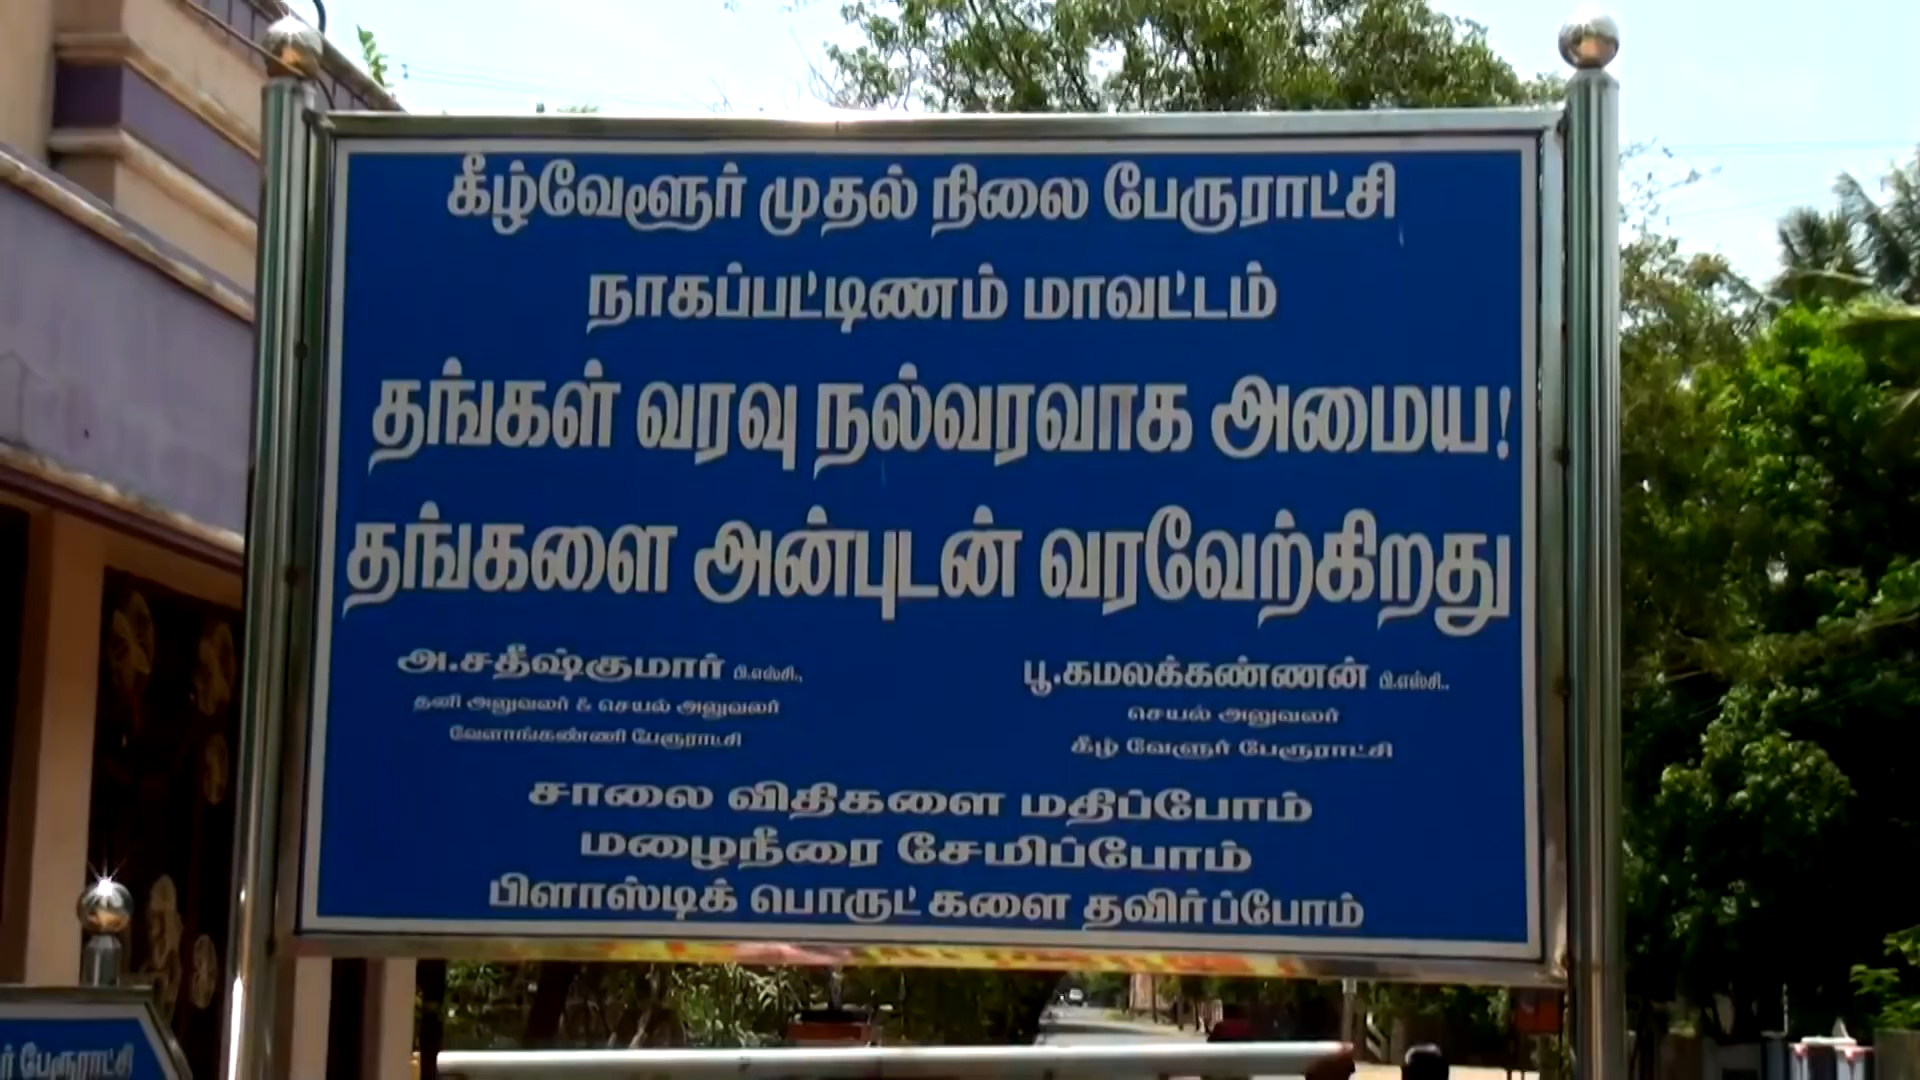 கீழ்வேளூர் முதல் நிலை பேரூராட்சி
நாகப்பட்டிணம் மாவட்டம்
தங்கள் வரவு நல்வரவாக அமைய!
தங்களை அன்புடன் வரவேற்கிறது
அ.சதீஷ்குமார் பி.எஸ்சி.,
தனி அலுவலர் & செயல் அலுவலர்
வேளாங்கண்ணி பேரூராட்சி
பூ.கமலக்கண்ணன் பி.எஸ்சி.,
செயல் அலுவலர்
கீழ் வேளூர் பேரூராட்சி
சாலை விதிகளை மதிப்போம்
மழைநீரை சேமிப்போம்
பிளாஸ்டிக் பொருட்களை தவிர்ப்போம்
பேரூராட்சி